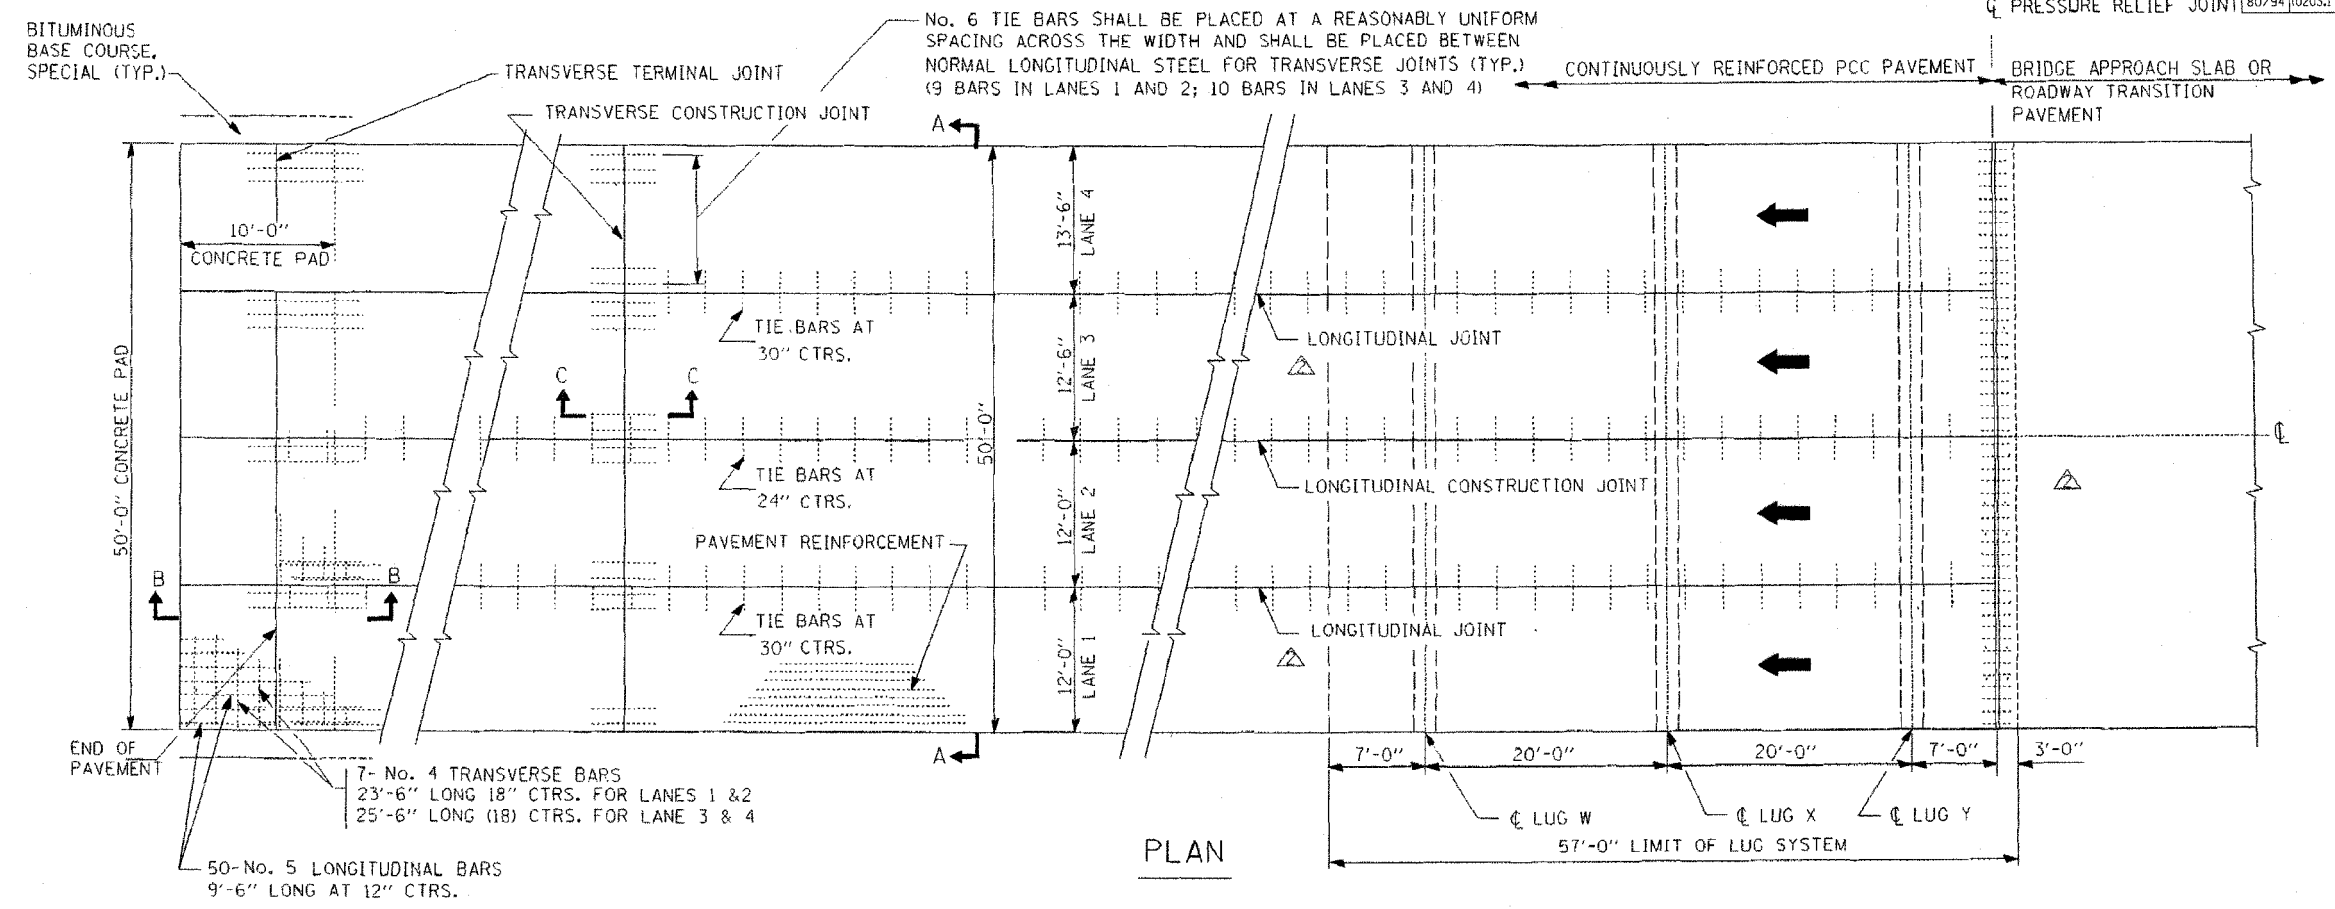 BITUMINOUS
BASE COURSE,
SPECIAL (TYP.)
TRANSVERSE TERMINAL JOINT
TRANSVERSE CONSTRUCTION JOINT
No. 6 TIE BARS SHALL BE PLACED AT A REASONABLY UNIFORM
SPACING ACROSS THE WIDTH AND SHALL BE PLACED BETWEEN
NORMAL LONGITUDINAL STEEL FOR TRANSVERSE JOINTS (TYP.)
(9 BARS IN LANES 1 AND 2; 10 BARS IN LANES 3 AND 4)
℄ PRESSURE RELIEF JOINT
80/94
CONTINUOUSLY REINFORCED PCC PAVEMENT
BRIDGE APPROACH SLAB OR
ROADWAY TRANSITION
PAVEMENT
A
10'-0"
CONCRETE PAD
50'-0" CONCRETE PAD
13'-6"
LANE 4
TIE BARS AT
30" CTRS.
12'-6"
LANE 3
LONGITUDINAL JOINT
2
C
C
50'-0"
℄
TIE BARS AT
24" CTRS.
12'-0"
LANE 2
LONGITUDINAL CONSTRUCTION JOINT
2
PAVEMENT REINFORCEMENT
B
B
TIE BARS AT
30" CTRS.
12'-0"
LANE 1
LONGITUDINAL JOINT
2
A
END OF
PAVEMENT
7'-0"
20'-0"
20'-0"
7'-0"
3'-0"
7- No. 4 TRANSVERSE BARS
23'-6" LONG 18" CTRS. FOR LANES 1 &2
25'-6" LONG (18) CTRS. FOR LANE 3 & 4
℄ LUG W
℄ LUG X
℄ LUG Y
57'-0" LIMIT OF LUG SYSTEM
PLAN
50-No. 5 LONGITUDINAL BARS
9'-6" LONG AT 12" CTRS.